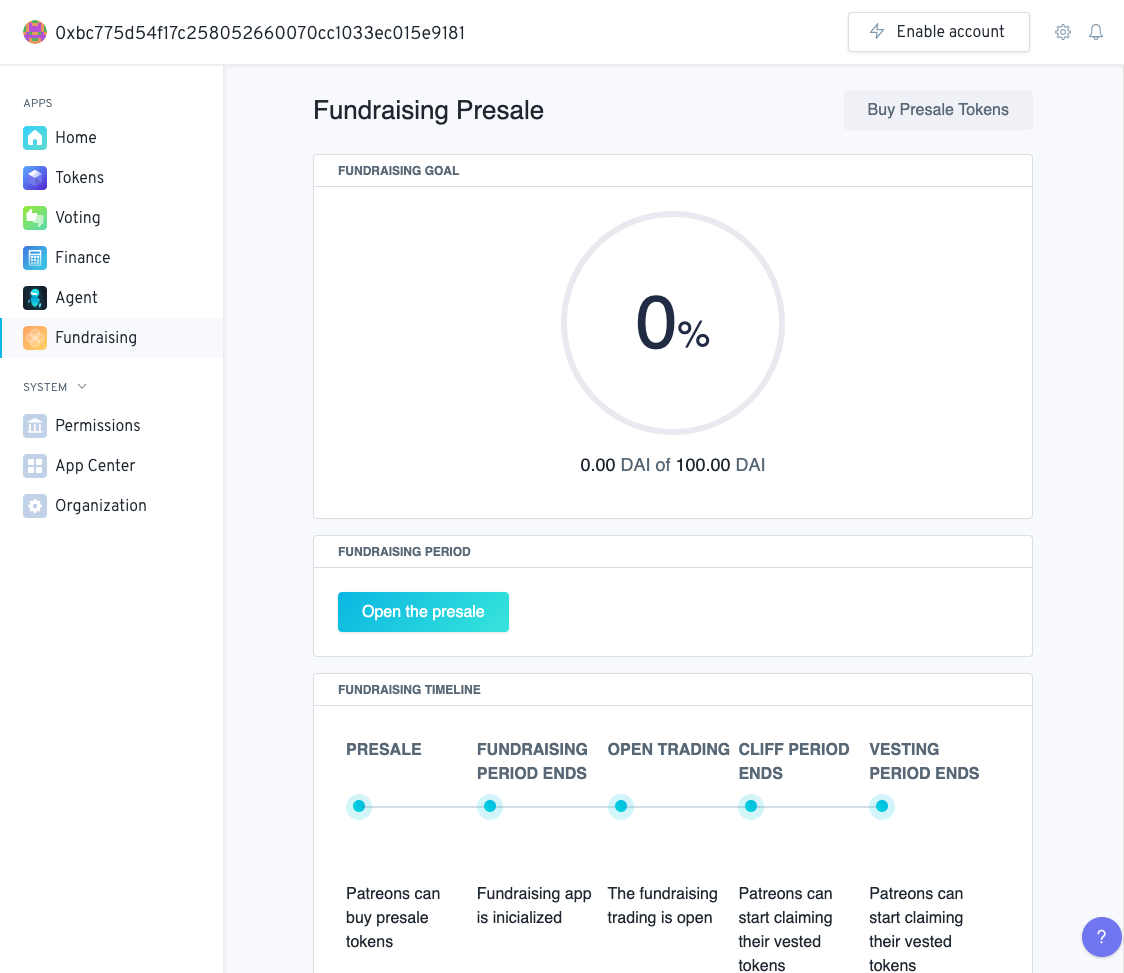 0xbc775d54f17c258052660070cc1033ec015e9181
Enable account
APPS
Home
Tokens
Voting
Finance
Agent
Fundraising
SYSTEM
Permissions
App Center
Organization
Fundraising Presale
Buy Presale Tokens
FUNDRAISING GOAL
0%
0.00 DAI of 100.00 DAI
FUNDRAISING PERIOD
Open the presale
FUNDRAISING TIMELINE
PRESALE
FUNDRAISING
PERIOD ENDS
OPEN TRADING
CLIFF PERIOD
ENDS
VESTING
PERIOD ENDS
Patreons can
buy presale
tokens
Fundraising app
is inicialized
The fundraising
trading is open
Patreons can
start claiming
their vested
tokens
Patreons can
start claiming
their vested
tokens
?